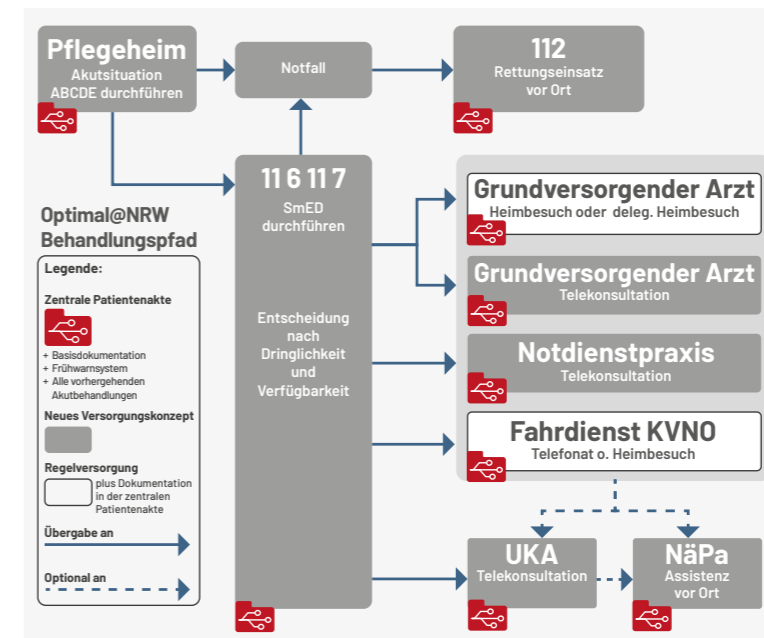 Pflegeheim
Akutsituation
ABCDE durchführen
Notfall
112
Rettungseinsatz
vor Ort
11 6 11 7
SmED
durchführen
Entscheidung
nach
Dringlichkeit
und
Verfügbarkeit
Grundversorgender Arzt
Heimbesuch oder deleg. Heimbesuch
Grundversorgender Arzt
Telekonsultation
Notdienstpraxis
Telekonsultation
Fahrdienst KVNO
Telefonat o. Heimbesuch
UKA
Telekonsultation
NäPa
Assistenz
vor Ort
Optimal@NRW
Behandlungspfad
Legende:
Zentrale Patientenakte
+ Basisdokumentation
+ Frühwarnsystem
+ Alle vorhergehenden
Akutbehandlungen
Neues Versorgungskonzept
Regelversorgung
plus Dokumentation
in der zentralen
Patientenakte
Übergabe an
Optional an